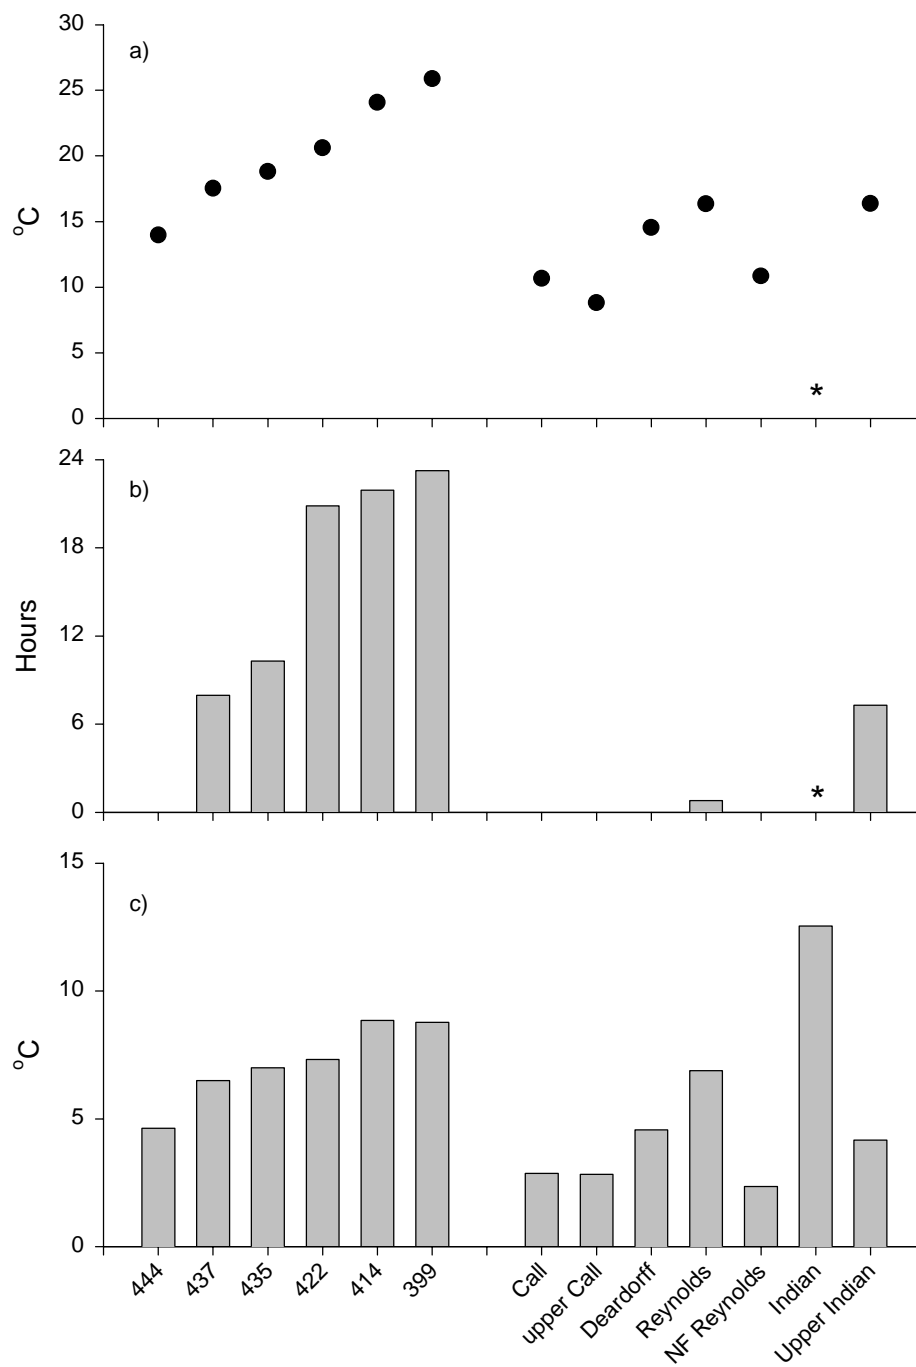 30
a)
25
20
15
10
5
0
°C
24
b)
18
12
6
0
Hours
*
*
15
c)
10
5
0
°C
444
437
435
422
414
399
Call
upper Call
Deardorff
Reynolds
NF Reynolds
Indian
Upper Indian